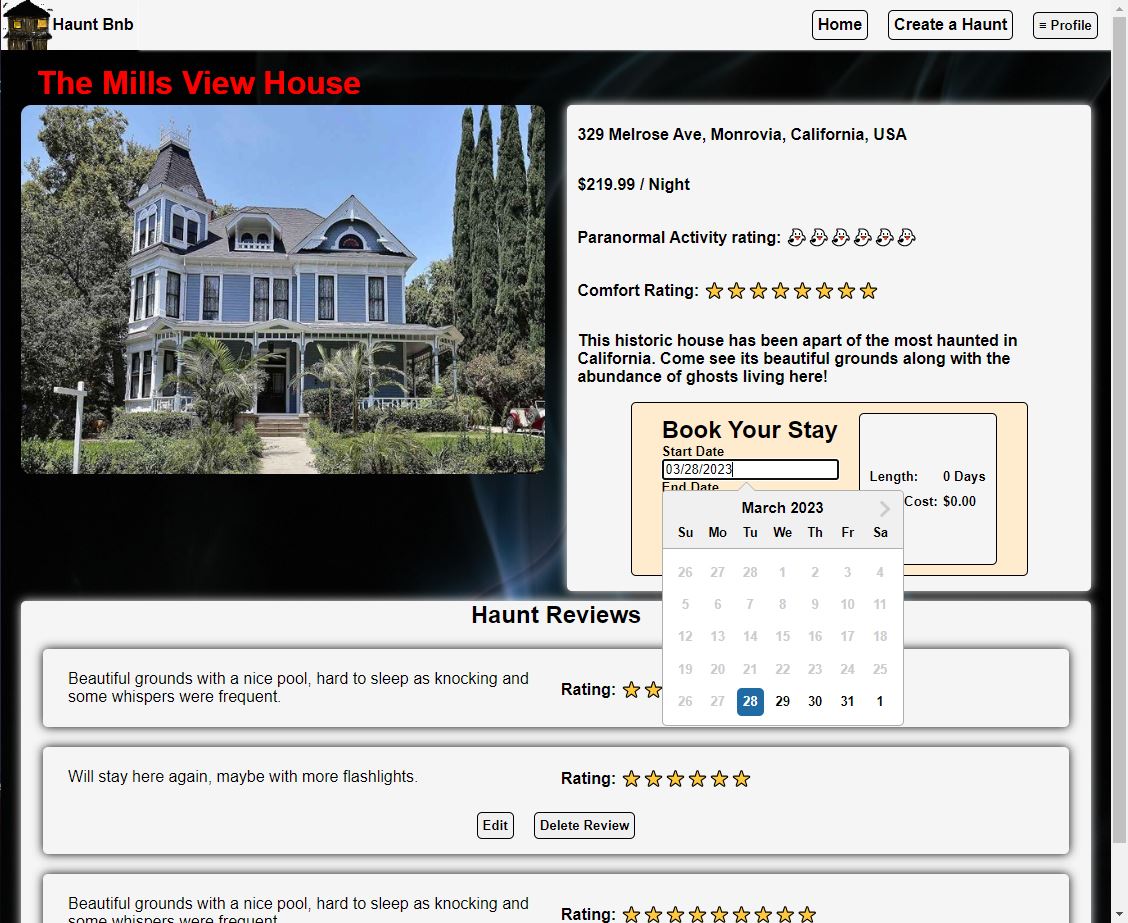 Haunt Bnb
Home
Create a Haunt
≡ Profile
The Mills View House
329 Melrose Ave, Monrovia, California, USA
$219.99 / Night
Paranormal Activity rating:
Comfort Rating:
This historic house has been apart of the most haunted in
California. Come see its beautiful grounds along with the
abundance of ghosts living here!
Book Your Stay
Start Date
03/28/2023
End Date
Length: 0 Days
Cost: $0.00
March 2023
Su Mo Tu We Th Fr Sa
26 27 28 1 2 3 4
5 6 7 8 9 10 11
12 13 14 15 16 17 18
19 20 21 22 23 24 25
26 27 28 29 30 31 1
Haunt Reviews
Beautiful grounds with a nice pool, hard to sleep as knocking and
some whispers were frequent.
Rating:
Will stay here again, maybe with more flashlights.
Rating:
Edit
Delete Review
Beautiful grounds with a nice pool, hard to sleep as knocking and
some whispers were frequent.
Rating: